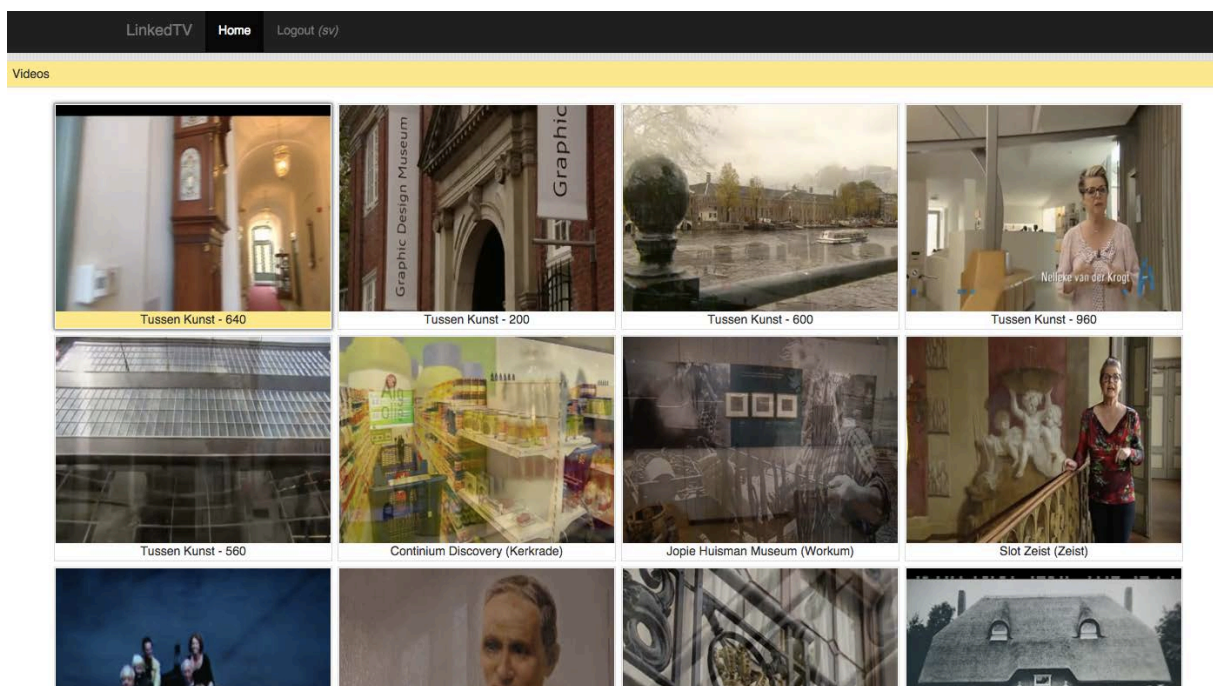 LinkedTV Home Logout (sv)
Videos
Graphic Design Museum
Graphic
Nelleke van der Krogt
Tussen Kunst - 640 Tussen Kunst - 200 Tussen Kunst - 600 Tussen Kunst - 960
Tussen Kunst - 560 Continium Discovery (Kerkrade) Jopie Huisman Museum (Workum) Slot Zeist (Zeist)